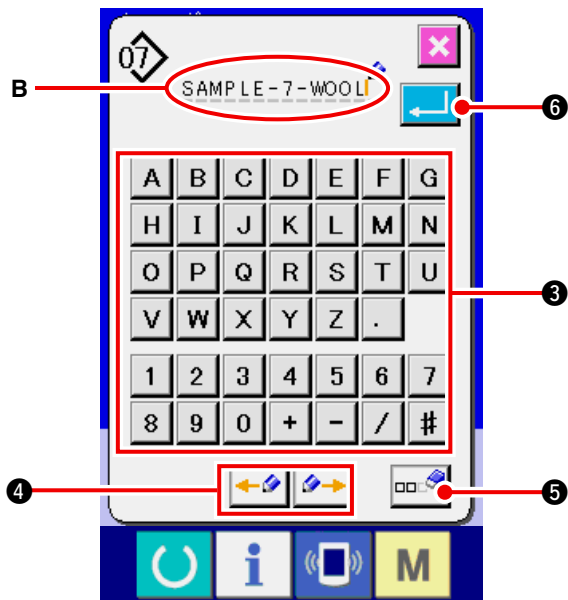 07
B
SAMPLE-7-WOOL
6
A B C D E F G
H I J K L M N
O P Q R S T U
3
V W X Y Z .
1 2 3 4 5 6 7
8 9 0 + - / #
4
5
i M